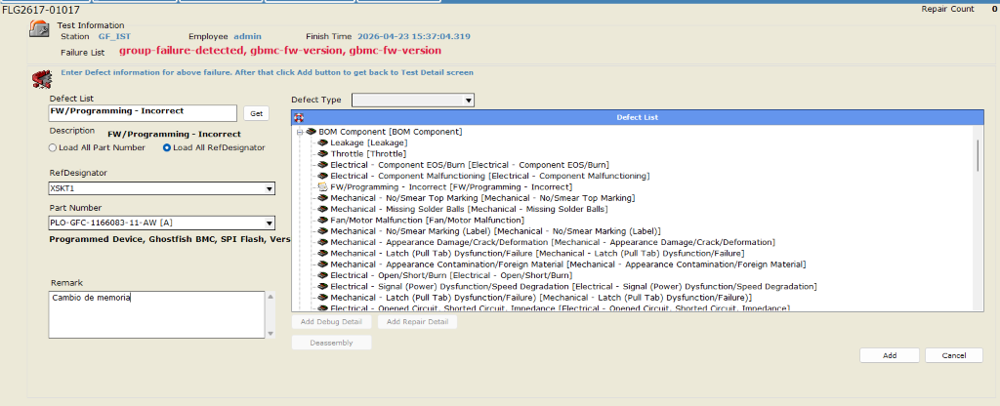 FLG2617-01017
Repair Count 0
Test Information
Station GF_IST Employee admin Finish Time 2026-04-23 15:37:04.319
Failure List group-failure-detected, gbmc-fw-version, gbmc-fw-version
Enter Defect information for above failure. After that click Add button to get back to Test Detail screen
Defect List
FW/Programming - Incorrect
Get
Description FW/Programming - Incorrect
Load All Part Number Load All RefDesignator
RefDesignator
XSKT1
Part Number
PLO-GFC-1166083-11-AW [A]
Programmed Device, Ghostfish BMC, SPI Flash, Vers
Remark
Cambio de memoria
Defect Type
Defect List
BOM Component [BOM Component]
Leakage [Leakage]
Throttle [Throttle]
Electrical - Component EOS/Burn [Electrical - Component EOS/Burn]
Electrical - Component Malfunctioning [Electrical - Component Malfunctioning]
FW/Programming - Incorrect [FW/Programming - Incorrect]
Mechanical - No/Smear Top Marking [Mechanical - No/Smear Top Marking]
Mechanical - Missing Solder Balls [Mechanical - Missing Solder Balls]
Fan/Motor Malfunction [Fan/Motor Malfunction]
Mechanical - No/Smear Marking (Label) [Mechanical - No/Smear Marking (Label)]
Mechanical - Appearance Damage/Crack/Deformation [Mechanical - Appearance Damage/Crack/Deformation]
Mechanical - Latch (Pull Tab) Dysfunction/Failure [Mechanical - Latch (Pull Tab) Dysfunction/Failure]
Mechanical - Appearance Contamination/Foreign Material [Mechanical - Appearance Contamination/Foreign Material]
Electrical - Open/Short/Burn [Electrical - Open/Short/Burn]
Electrical - Signal (Power) Dysfunction/Speed Degradation [Electrical - Signal (Power) Dysfunction/Speed Degradation]
Mechanical - Latch (Pull Tab) Dysfunction/Failure) [Mechanical - Latch (Pull Tab) Dysfunction/Failure)]
Electrical - Opened Circuit, Shorted Circuit, Impedance [Electrical - Opened Circuit, Shorted Circuit, Impedance]
Add Debug Detail Add Repair Detail
Deassembly
Add Cancel